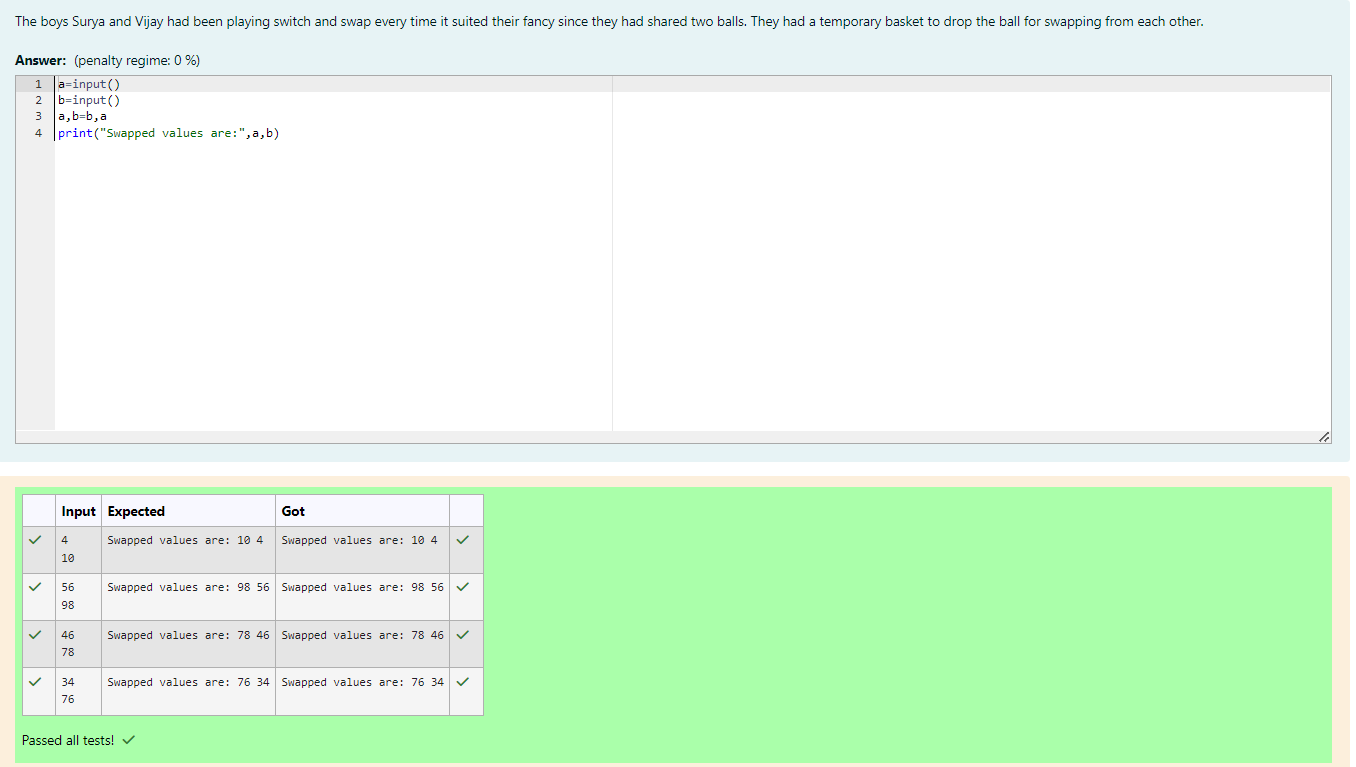 The boys Surya and Vijay had been playing switch and swap every time it suited their fancy since they had shared two balls. They had a temporary basket to drop the ball for swapping from each other.
Answer: (penalty regime: 0 %)
1 a=input()
2 b=input()
3 a,b=b,a
4 print("Swapped values are:",a,b)
Input Expected Got
4 Swapped values are: 10 4 Swapped values are: 10 4
10
56 Swapped values are: 98 56 Swapped values are: 98 56
98
46 Swapped values are: 78 46 Swapped values are: 78 46
78
34 Swapped values are: 76 34 Swapped values are: 76 34
76
Passed all tests!